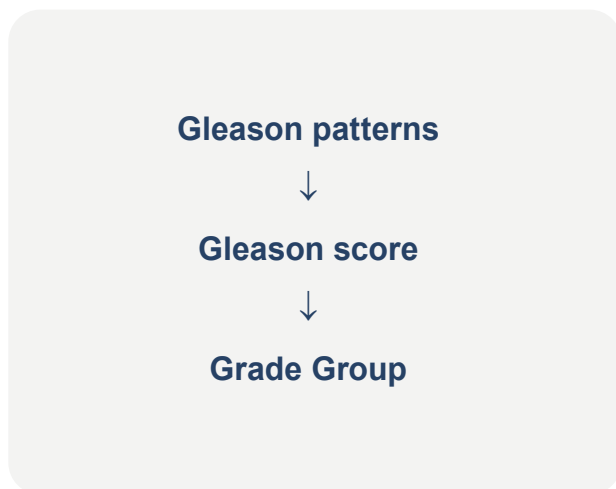 Gleason patterns
↓
Gleason score
↓
Grade Group